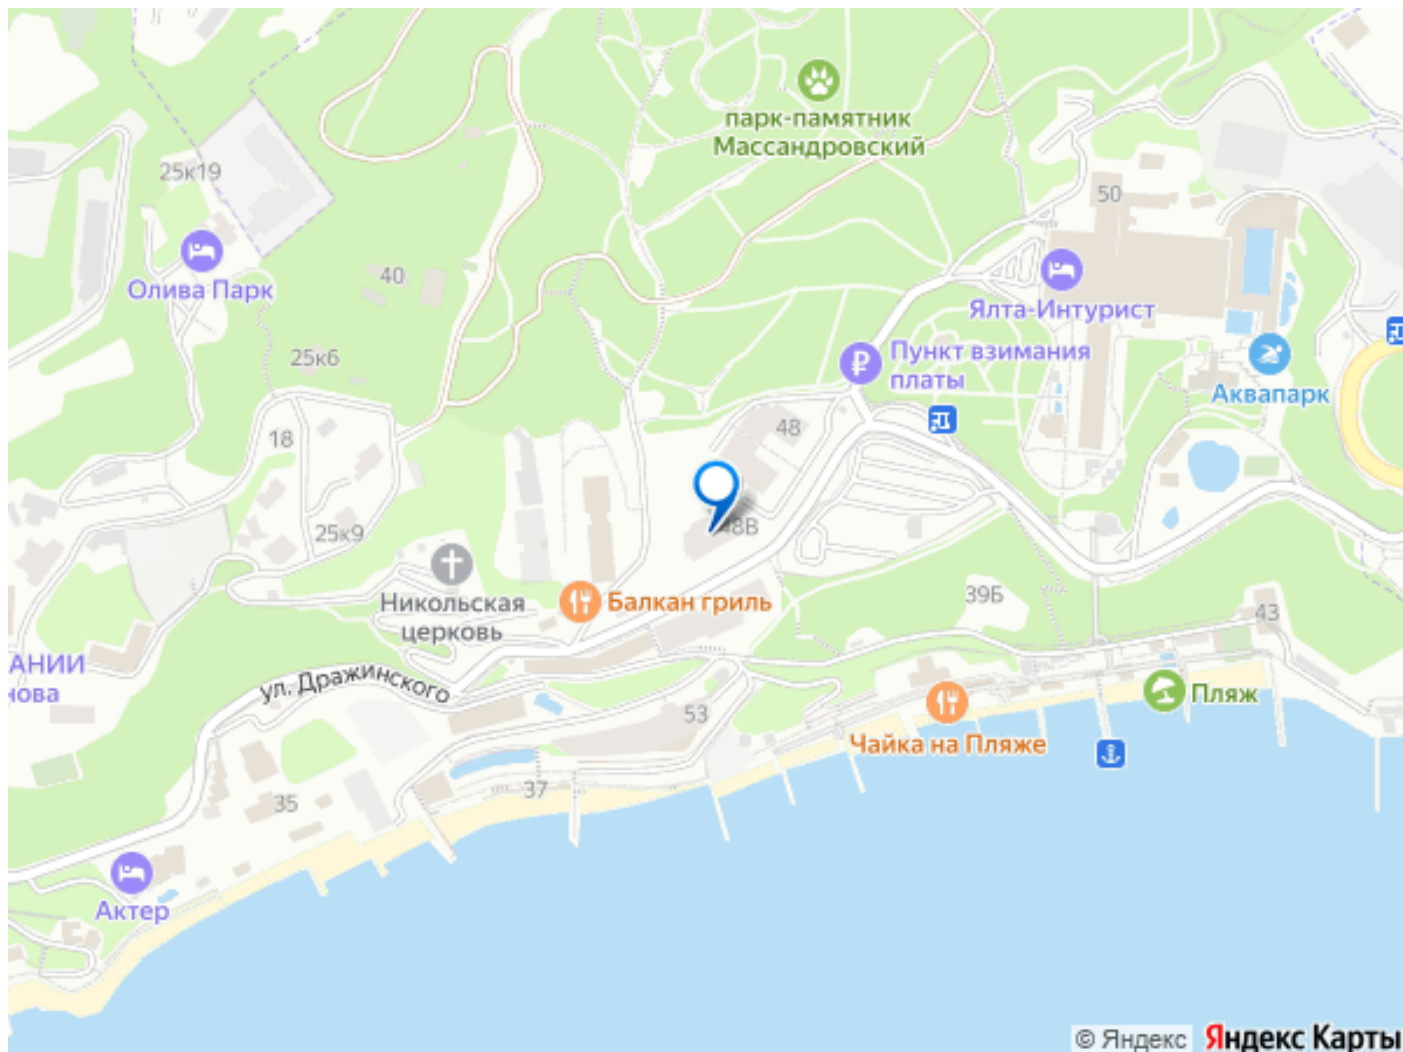 парк-памятник
Массандровский
25к19
50
40
Олива Парк
Ялта-Интурист
25к6
Пункт взимания
платы
Аквапарк
18
48
25к9
48В
Никольская
церковь
Балкан гриль
39Б
43
АНИИ
нова
ул. Дражинского
Пляж
53
Чайка на Пляже
37
35
Актер
© Яндекс
Яндекс Карты